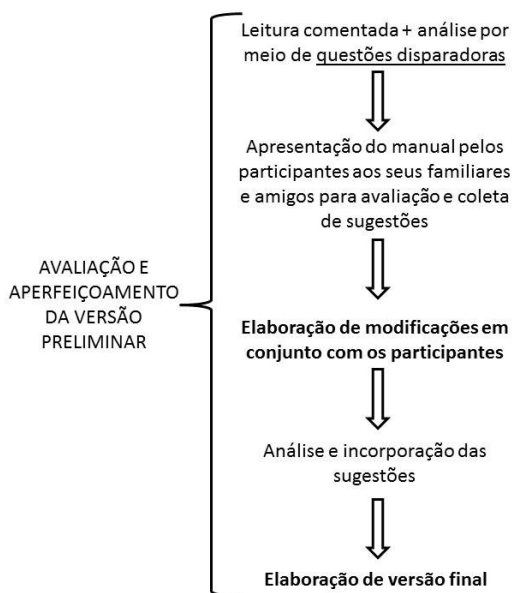 Leitura comentada + análise por
meio de questões disparadoras
Apresentação do manual pelos
participantes aos seus familiares
e amigos para avaliação e coleta
de sugestões
AVALIAÇÃO E
APERFEIÇOAMENTO
DA VERSÃO
PRELIMINAR
Elaboração de modificações em
conjunto com os participantes
Análise e incorporação das
sugestões
Elaboração de versão final